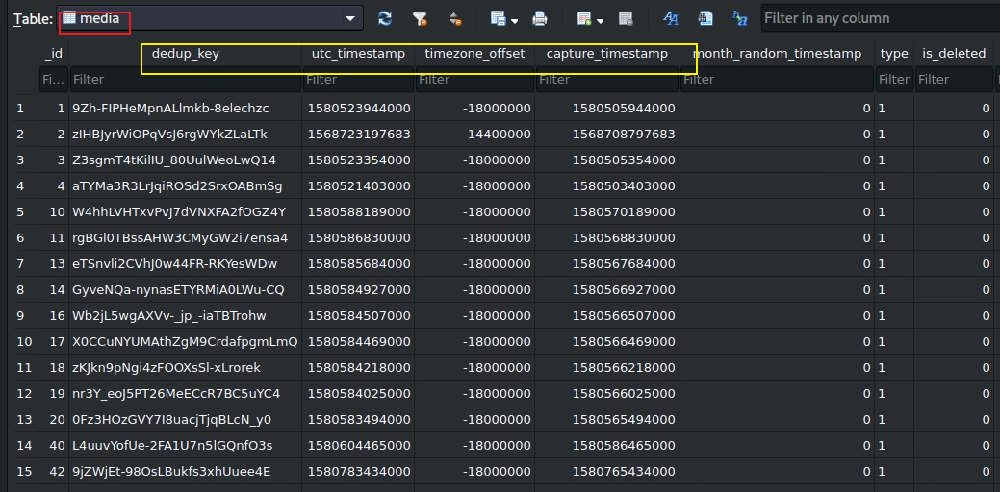 Table: media Filter in any column
_id dedup_key utc_timestamp timezone_offset capture_timestamp month_random_timestamp type is_deleted
Fi... Filter Filter Filter Filter Filter Filter Filter
1 1 9Zh-FIPHeMpnALlmkb-8elechzc 1580523944000 -18000000 1580505944000 0 1 0
2 2 zIHBJyrWiOPqVsJ6rgWYkZLaLTk 1568723197683 -14400000 1568708797683 0 1 0
3 3 Z3sgmT4tKilIU_80UulWeoLwQ14 1580523354000 -18000000 1580505354000 0 1 0
4 4 aTYMa3R3LrJqiROSd2SrxOABmSg 1580521403000 -18000000 1580503403000 0 1 0
5 10 W4hhLVHTxvPvJ7dVNXFA2fOGZ4Y 1580588189000 -18000000 1580570189000 0 1 0
6 11 rgBGl0TBssAHW3CMyGW2i7ensa4 1580586830000 -18000000 1580568830000 0 1 0
7 13 eTSnvli2CVhJ0w44FR-RKYesWDw 1580585684000 -18000000 1580567684000 0 1 0
8 14 GyveNQa-nynasETYRMiA0LWu-CQ 1580584927000 -18000000 1580566927000 0 1 0
9 16 Wb2jL5wgAXVv-_jp_-iaTBTrohw 1580584507000 -18000000 1580566507000 0 1 0
10 17 X0CCuNYUMAthZgM9CrdafpgmLmQ 1580584469000 -18000000 1580566469000 0 1 0
11 18 zKJkn9pNgi4zFOOXsSl-xLrorek 1580584218000 -18000000 1580566218000 0 1 0
12 19 nr3Y_eoJ5PT26MeECcR7BC5uYC4 1580584025000 -18000000 1580566025000 0 1 0
13 20 0Fz3HOzGVY7I8uacjTjqBLcN_y0 1580583494000 -18000000 1580565494000 0 1 0
14 40 L4uuvYofUe-2FA1U7n5lGQnfO3s 1580604465000 -18000000 1580586465000 0 1 0
15 42 9jZWjEt-98OsLBukfs3xhUuee4E 1580783434000 -18000000 1580765434000 0 1 0